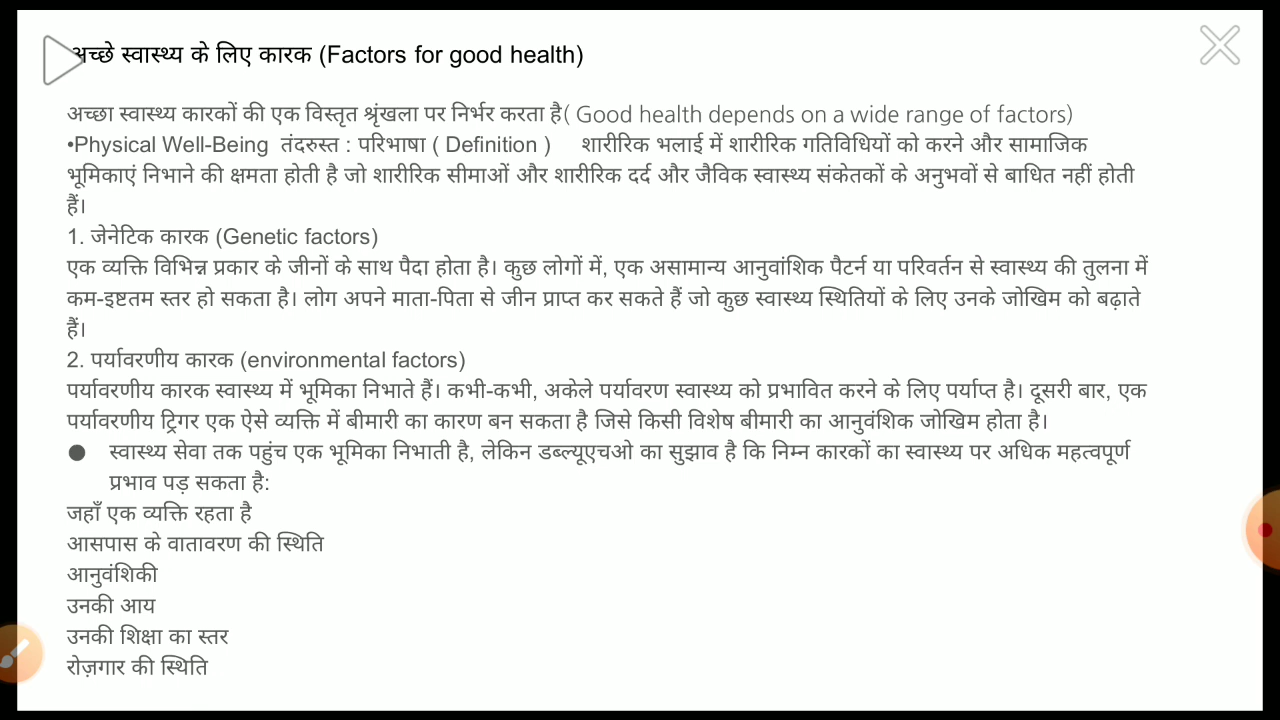 अच्छे स्वास्थ्य के लिए कारक (Factors for good health)
अच्छा स्वास्थ्य कारकों की एक विस्तृत श्रृंखला पर निर्भर करता है( Good health depends on a wide range of factors)
•Physical Well-Being तंदरुस्त : परिभाषा ( Definition ) शारीरिक भलाई में शारीरिक गतिविधियों को करने और सामाजिक
भूमिकाएं निभाने की क्षमता होती है जो शारीरिक सीमाओं और शारीरिक दर्द और जैविक स्वास्थ्य संकेतकों के अनुभवों से बाधित नहीं होती
हैं।
1. जेनेटिक कारक (Genetic factors)
एक व्यक्ति विभिन्न प्रकार के जीनों के साथ पैदा होता है। कुछ लोगों में, एक असामान्य आनुवांशिक पैटर्न या परिवर्तन से स्वास्थ्य की तुलना में
कम-इष्टतम स्तर हो सकता है। लोग अपने माता-पिता से जीन प्राप्त कर सकते हैं जो कुछ स्वास्थ्य स्थितियों के लिए उनके जोखिम को बढ़ाते
हैं।
2. पर्यावरणीय कारक (environmental factors)
पर्यावरणीय कारक स्वास्थ्य में भूमिका निभाते हैं। कभी-कभी, अकेले पर्यावरण स्वास्थ्य को प्रभावित करने के लिए पर्याप्त है। दूसरी बार, एक
पर्यावरणीय ट्रिगर एक ऐसे व्यक्ति में बीमारी का कारण बन सकता है जिसे किसी विशेष बीमारी का आनुवंशिक जोखिम होता है।
● स्वास्थ्य सेवा तक पहुंच एक भूमिका निभाती है, लेकिन डब्ल्यूएचओ का सुझाव है कि निम्न कारकों का स्वास्थ्य पर अधिक महत्वपूर्ण
प्रभाव पड़ सकता है:
जहाँ एक व्यक्ति रहता है
आसपास के वातावरण की स्थिति
आनुवंशिकी
उनकी आय
उनकी शिक्षा का स्तर
रोज़गार की स्थिति